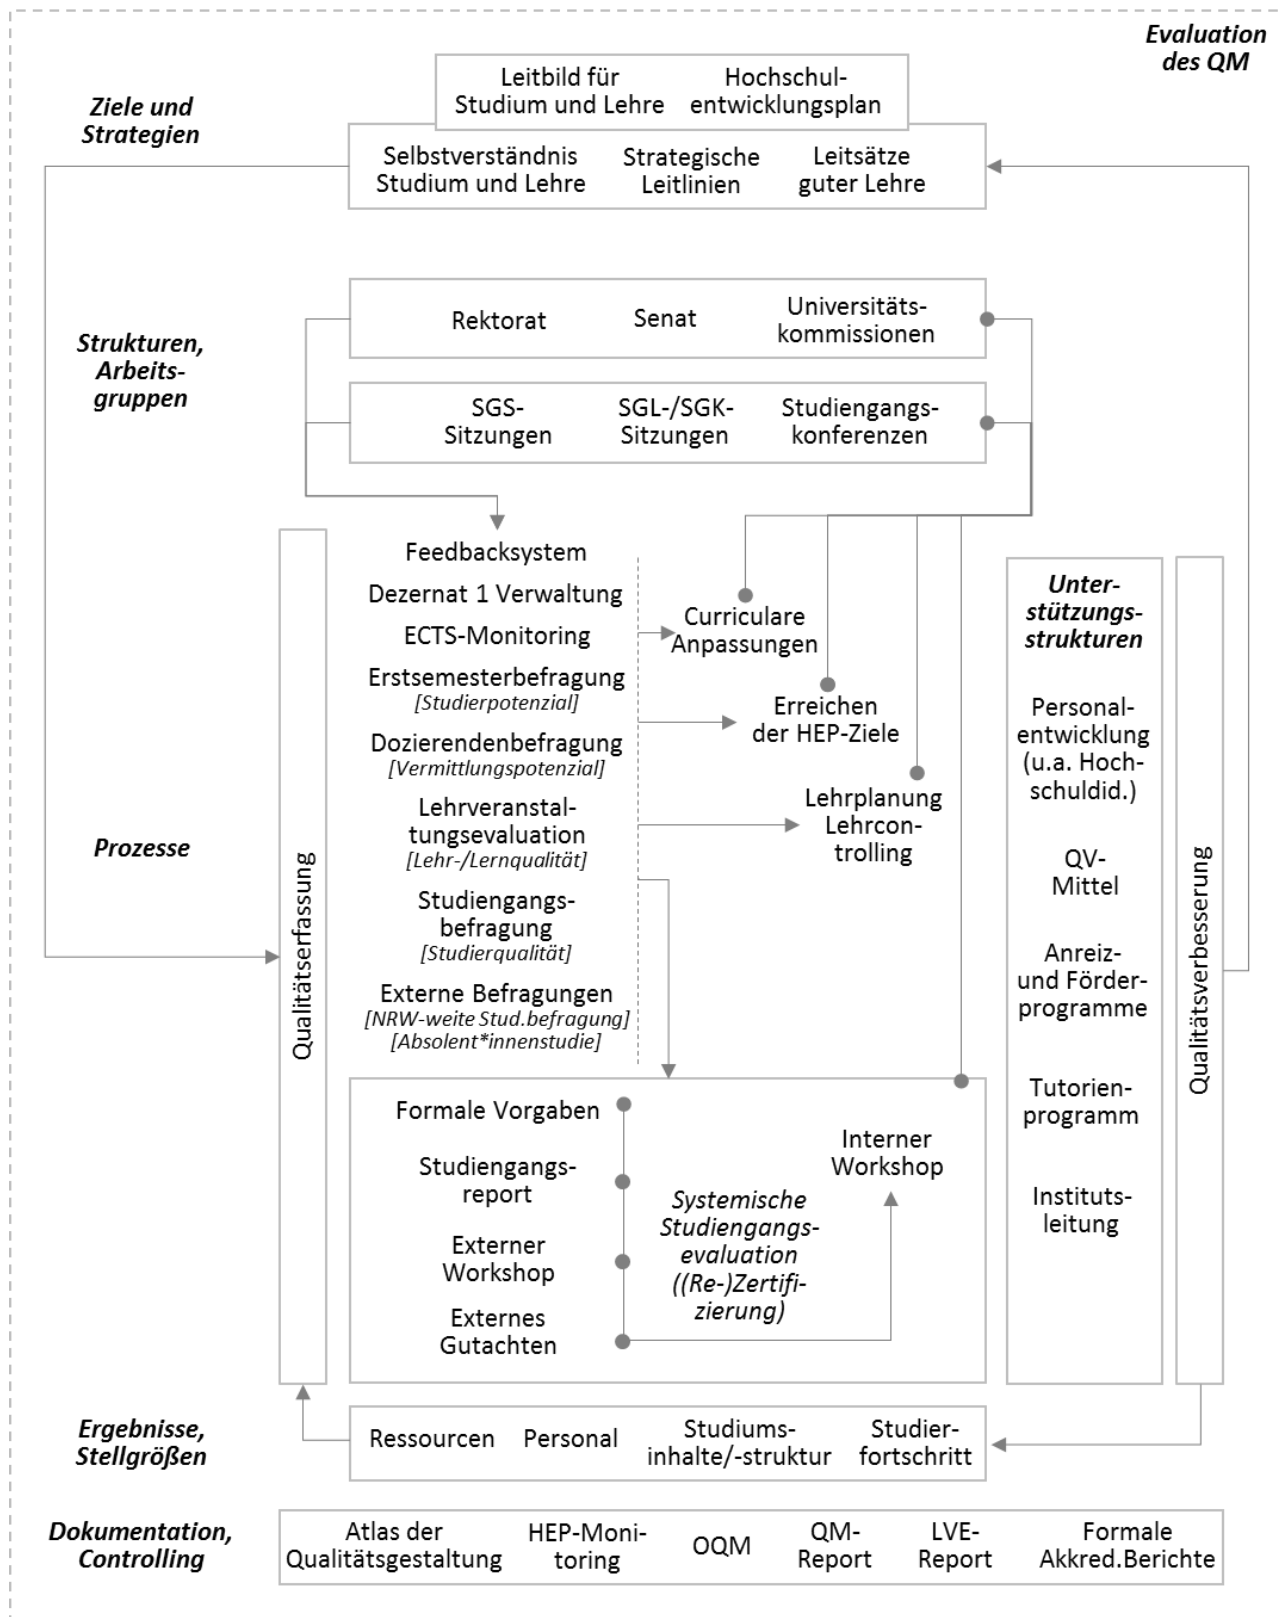 Evaluation
des QM
Ziele und
Strategien
Leitbild für
Studium und Lehre
Hochschul-
entwicklungsplan
Selbstverständnis
Studium und Lehre
Strategische
Leitlinien
Leitsätze
guter Lehre
Strukturen,
Arbeits-
gruppen
Rektorat
Senat
Universitäts-
kommissionen
SGS-
Sitzungen
SGL-/SGK-
Sitzungen
Studiengangs-
konferenzen
Prozesse
Qualitätserfassung
Feedbacksystem
Dezernat 1 Verwaltung
ECTS-Monitoring
Erstsemesterbefragung
[Studierpotenzial]
Dozierendenbefragung
[Vermittlungspotenzial]
Lehrveranstal-
tungsevaluation
[Lehr-/Lernqualität]
Studiengangs-
befragung
[Studierqualität]
Externe Befragungen
[NRW-weite Stud.befragung]
[Absolent*innenstudie]
Curriculare
Anpassungen
Erreichen
der HEP-Ziele
Lehrplanung
Lehrcon-
trolling
Formale Vorgaben
Studiengangs-
report
Externer
Workshop
Externes
Gutachten
Systemische
Studiengangs-
evaluation
((Re-)Zertifi-
zierung)
Interner
Workshop
Unter-
stützungs-
strukturen
Personal-
entwicklung
(u.a. Hoch-
schuldid.)
QV-
Mittel
Anreiz-
und Förder-
programme
Tutorien-
programm
Instituts-
leitung
Qualitätsverbesserung
Ergebnisse,
Stellgrößen
Ressourcen
Personal
Studiums-
inhalte/-struktur
Studier-
fortschritt
Dokumentation,
Controlling
Atlas der
Qualitätsgestaltung
HEP-Moni-
toring
OQM
QM-
Report
LVE-
Report
Formale
Akkred.Berichte